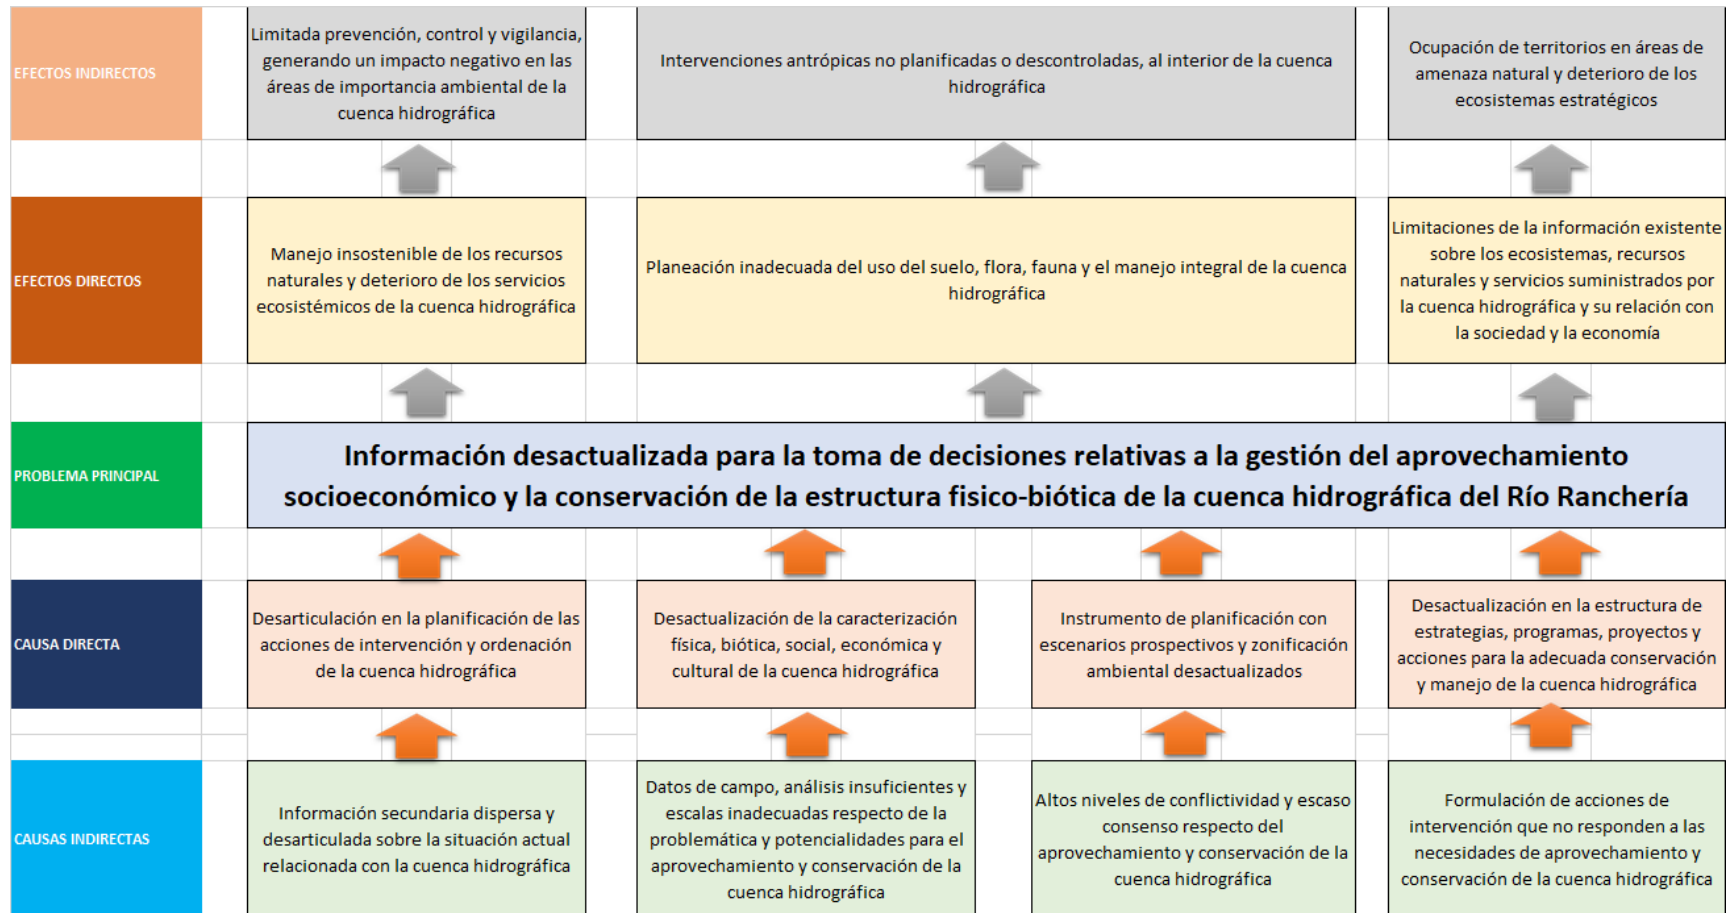 EFECTOS INDIRECTOS
Limitada prevención, control y vigilancia,
generando un impacto negativo en las
áreas de importancia ambiental de la
cuenca hidrográfica
Intervenciones antrópicas no planificadas o descontroladas, al interior de la cuenca
hidrográfica
Ocupación de territorios en áreas de
amenaza natural y deterioro de los
ecosistemas estratégicos
EFECTOS DIRECTOS
Manejo insostenible de los recursos
naturales y deterioro de los servicios
ecosistémicos de la cuenca hidrográfica
Planeación inadecuada del uso del suelo, flora, fauna y el manejo integral de la cuenca
hidrográfica
Limitaciones de la información existente
sobre los ecosistemas, recursos
naturales y servicios suministrados por
la cuenca hidrográfica y su relación con
la sociedad y la economía
PROBLEMA PRINCIPAL
Información desactualizada para la toma de decisiones relativas a la gestión del aprovechamiento
socioeconómico y la conservación de la estructura fisico-biótica de la cuenca hidrográfica del Río Ranchería
CAUSA DIRECTA
Desarticulación en la planificación de las
acciones de intervención y ordenación
de la cuenca hidrográfica
Desactualización de la caracterización
física, biótica, social, económica y
cultural de la cuenca hidrográfica
Instrumento de planificación con
escenarios prospectivos y zonificación
ambiental desactualizados
Desactualización en la estructura de
estrategias, programas, proyectos y
acciones para la adecuada conservación
y manejo de la cuenca hidrográfica
CAUSAS INDIRECTAS
Información secundaria dispersa y
desarticulada sobre la situación actual
relacionada con la cuenca hidrográfica
Datos de campo, análisis insuficientes y
escalas inadecuadas respecto de la
problemática y potencialidades para el
aprovechamiento y conservación de la
cuenca hidrográfica
Altos niveles de conflictividad y escaso
consenso respecto del
aprovechamiento y conservación de la
cuenca hidrográfica
Formulación de acciones de
intervención que no responden a las
necesidades de aprovechamiento y
conservación de la cuenca hidrográfica